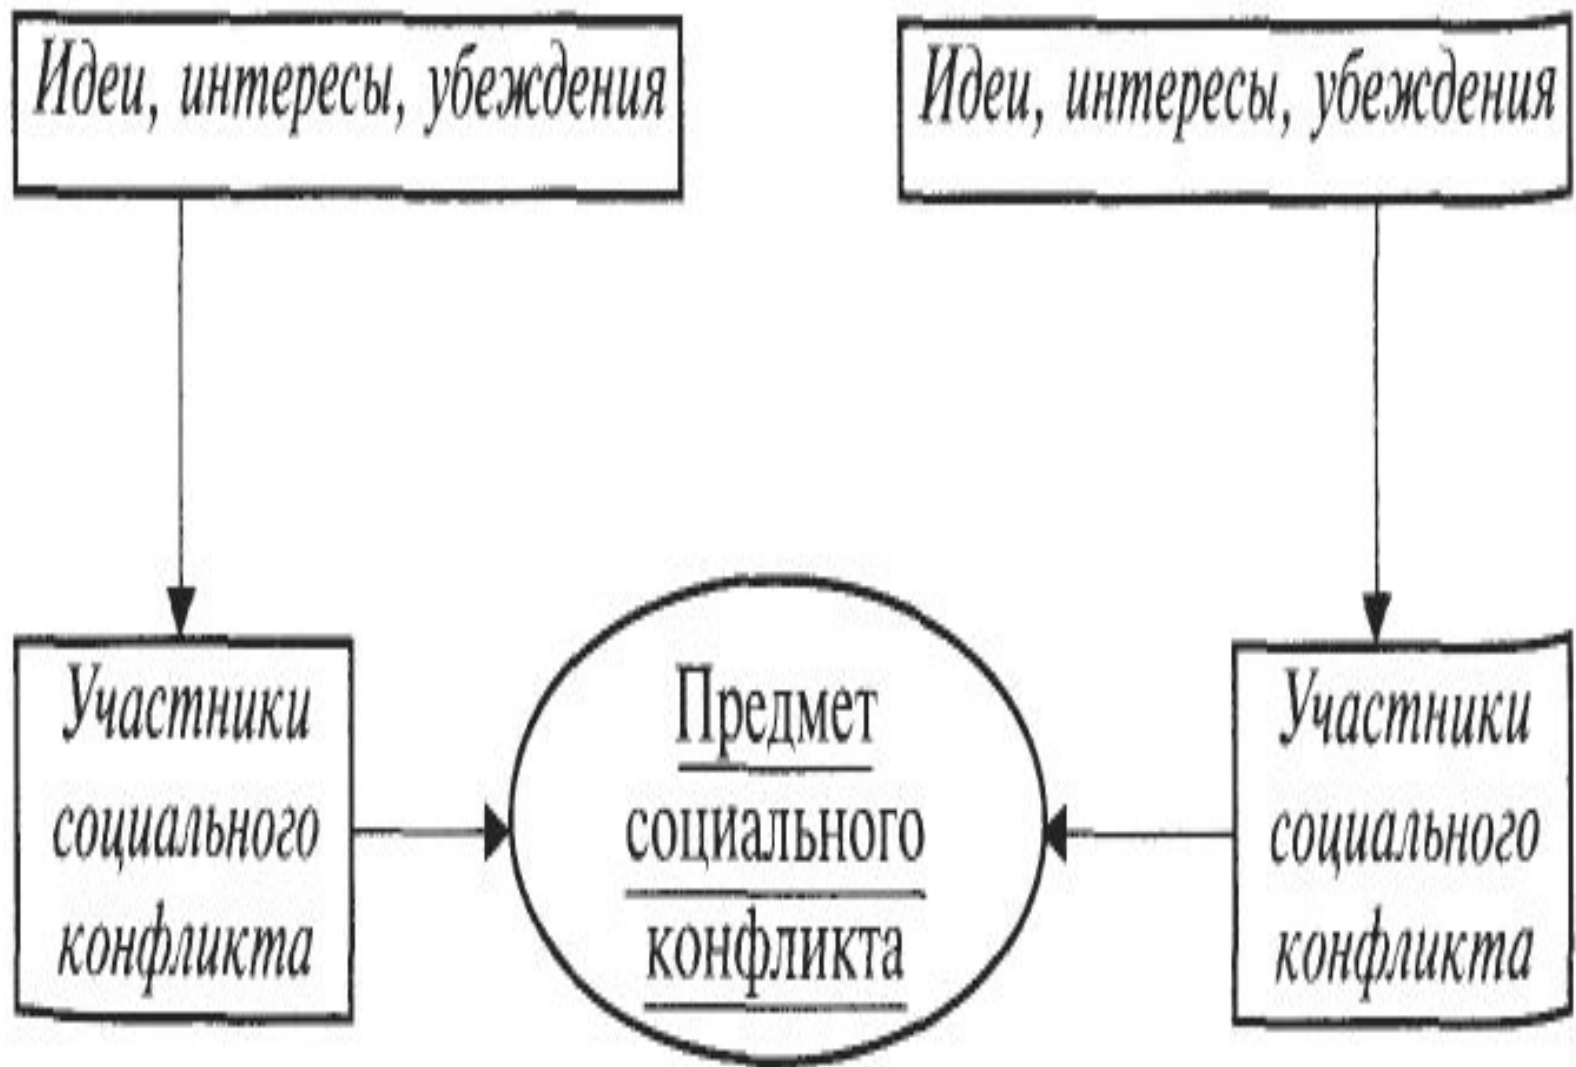 Идеи, интересы, убеждения
Идеи, интересы, убеждения
Участники
социального
конфликта
Предмет
социального
конфликта
Участники
социального
конфликта